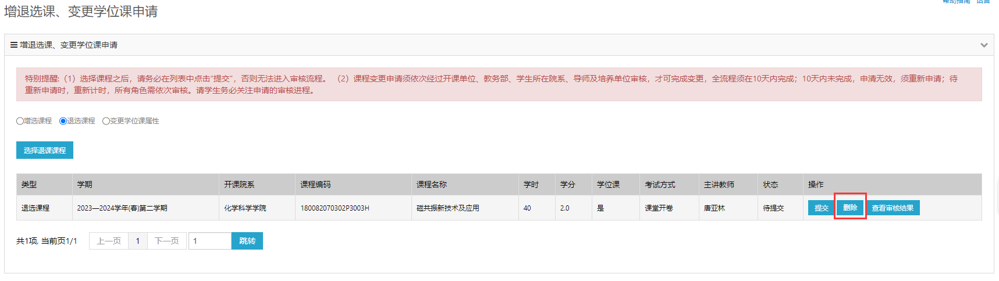 帮助指南 语言
增退选课、变更学位课申请
增退选课、变更学位课申请
特别提醒:（1）选择课程之后，请务必在列表中点击“提交”，否则无法进入审核流程。 （2）课程变更申请须依次经过开课单位、教务部、学生所在院系、导师及培养单位审核，才可完成变更，全流程须在10天内完成；10天内未完成，申请无效，须重新申请；待
重新申请时，重新计时，所有角色需依次审核。请学生务必关注申请的审核进程。
增选课程 退选课程 变更学位课属性
选择退课课程
类型 学期 开课院系 课程编码 课程名称 学时 学分 学位课 考试方式 主讲教师 状态 操作
退选课程 2023—2024学年(春)第二学期 化学科学学院 180082070302P3003H 磁共振新技术及应用 40 2.0 是 课堂开卷 唐亚林 待提交 提交 删除 查看审核结果
共1项, 当前页1/1 上一页 1 下一页 1 跳转